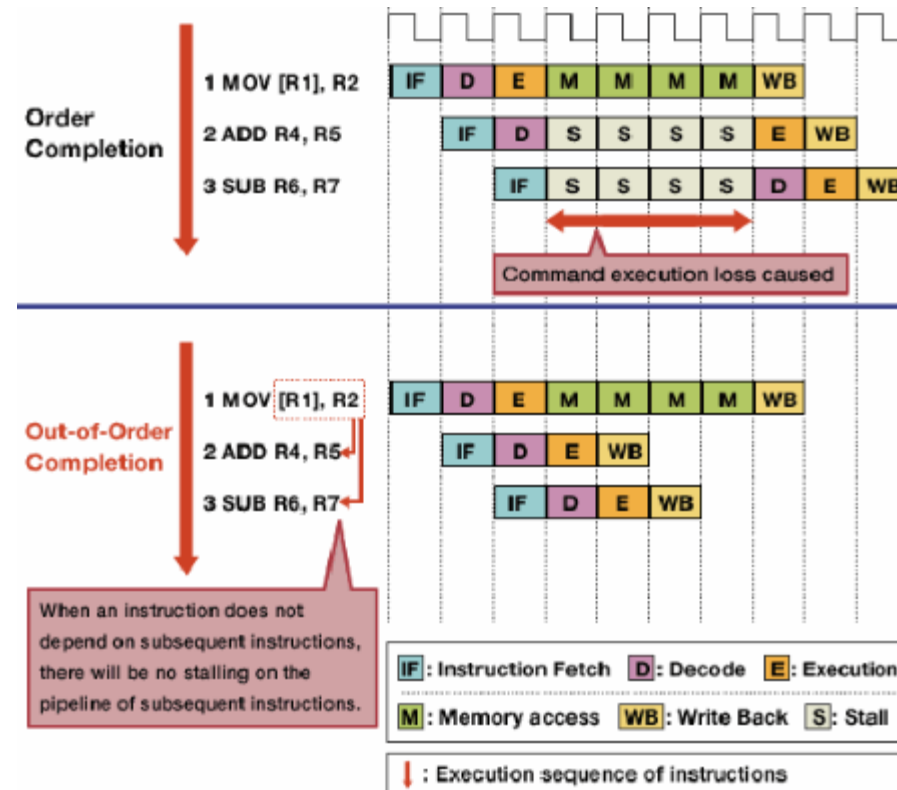 Order
Completion
1 MOV [R1], R2
IF D E M M M M WB
2 ADD R4, R5
IF D S S S S E WB
3 SUB R6, R7
IF S S S S D E WB
Command execution loss caused
Out-of-Order
Completion
1 MOV [R1], R2
IF D E M M M M WB
2 ADD R4, R5
IF D E WB
3 SUB R6, R7
IF D E WB
When an instruction does not
depend on subsequent instructions,
there will be no stalling on the
pipeline of subsequent instructions.
IF : Instruction Fetch D : Decode E : Execution
M : Memory access WB : Write Back S : Stall
: Execution sequence of instructions